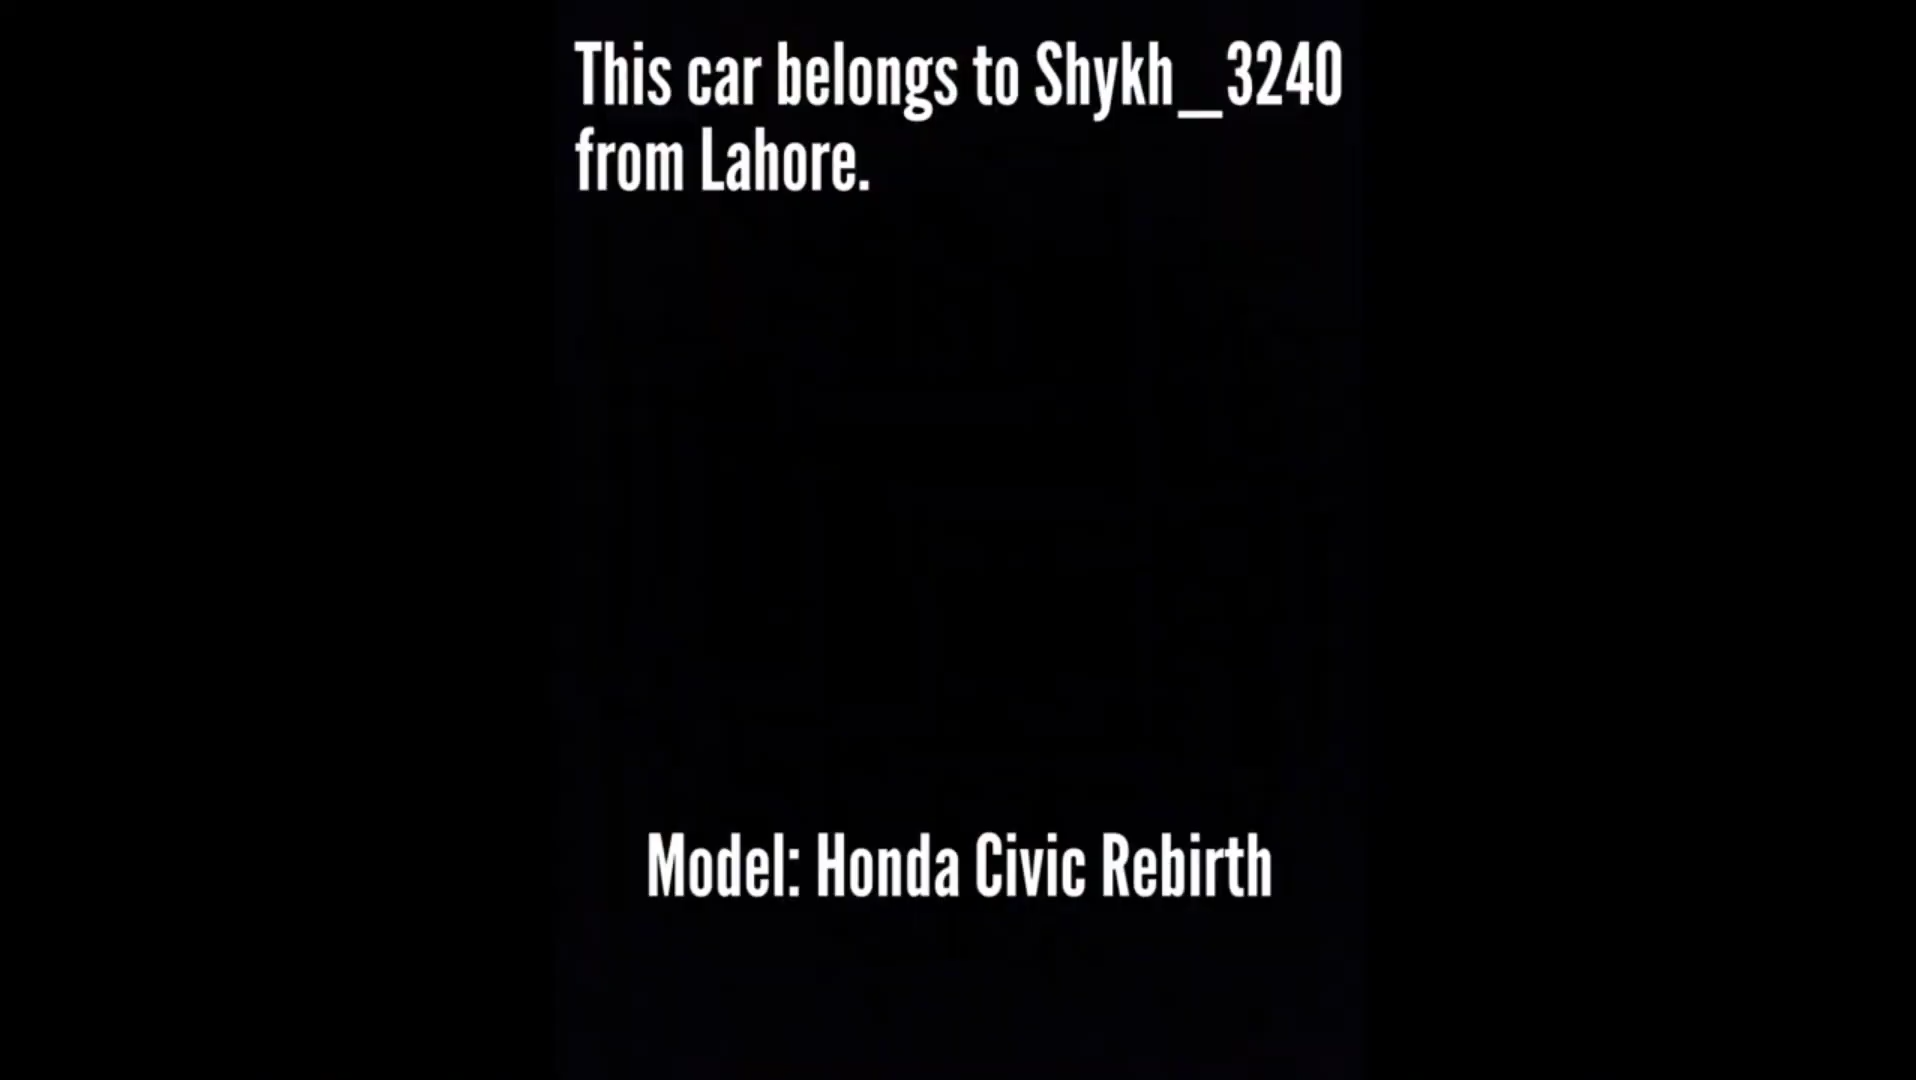 This car belongs to Shykh_3240
from Lahore.
Model: Honda Civic Rebirth